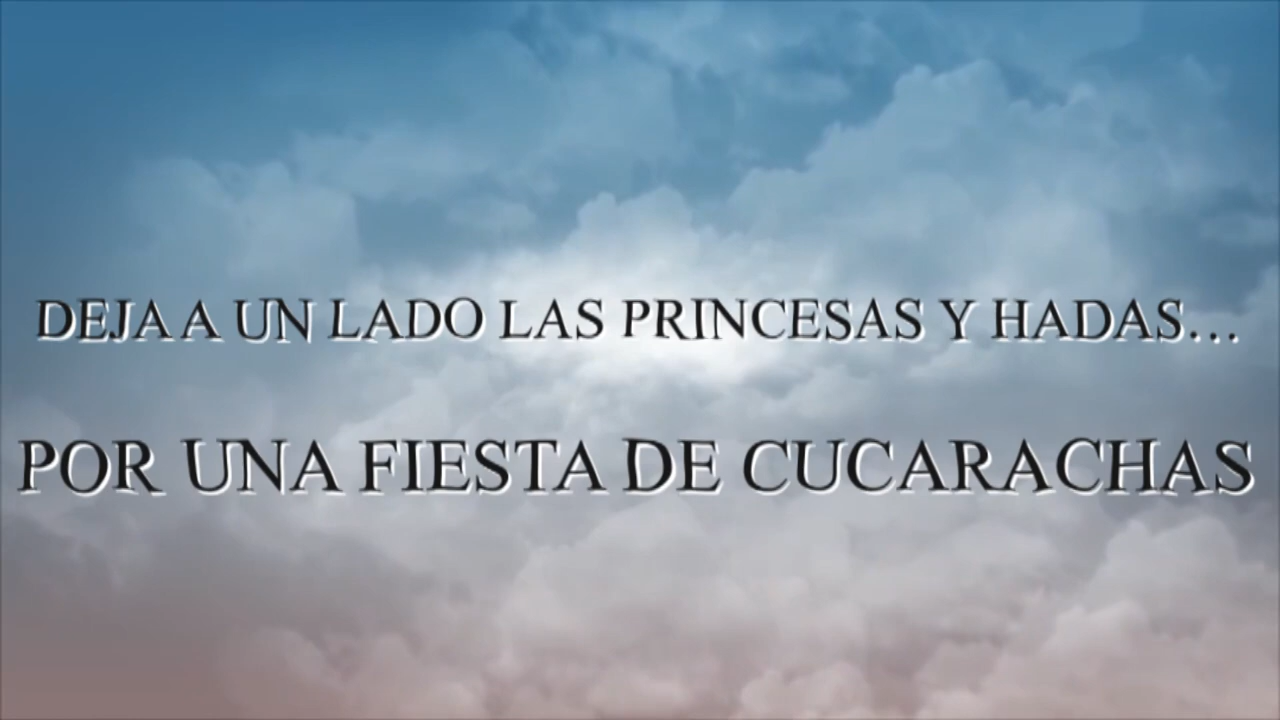 DEJA A UN LADO LAS PRINCESAS Y HADAS...
POR UNA FIESTA DE CUCARACHAS